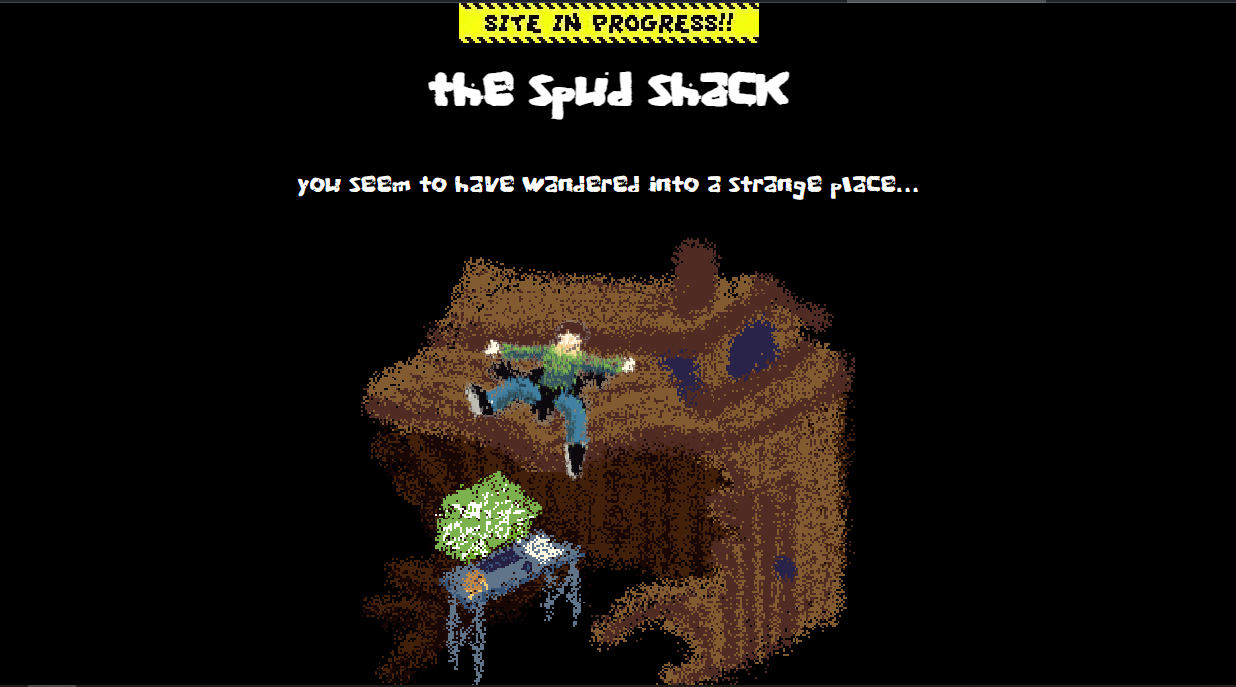 SITE IN PROGRESS!!
the spud shack
you seem to have wandered into a strange place...